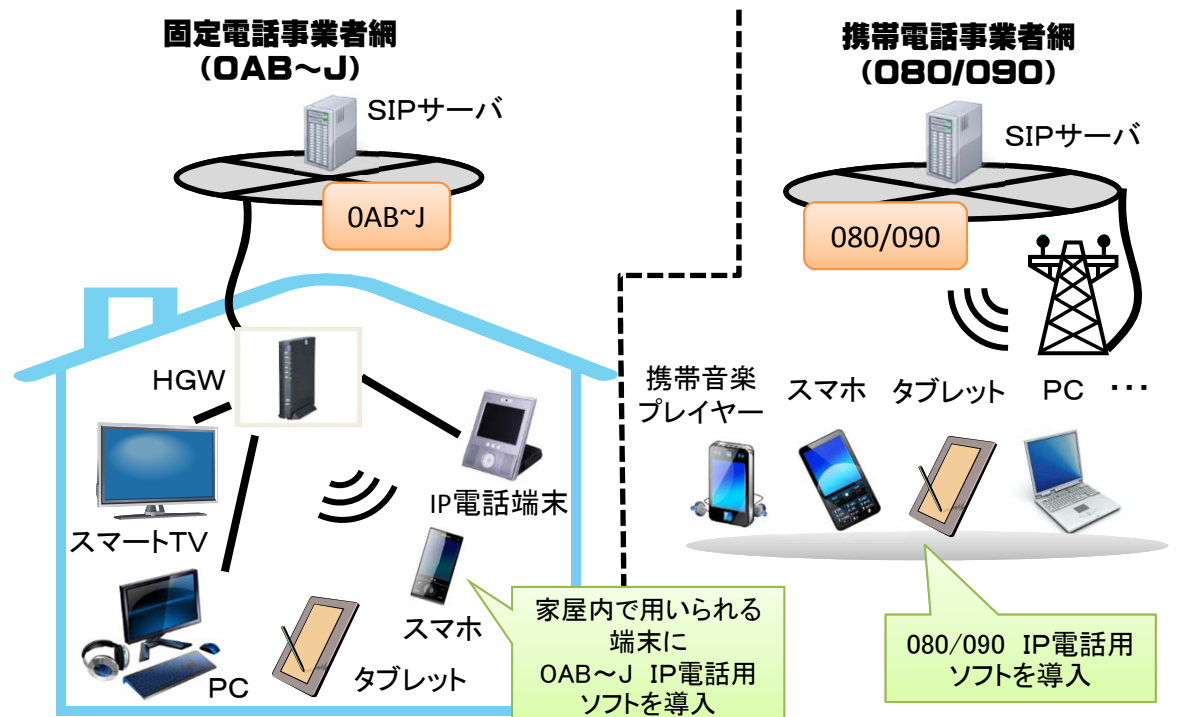 固定電話事業者網
（0AB～J）
SIPサーバ
0AB~J
HGW
スマートTV
IP電話端末
スマホ
PC
タブレット
家屋内で用いられる
端末に
0AB～J IP電話用
ソフトを導入
携帯電話事業者網
（080/090）
SIPサーバ
080/090
携帯音楽
プレイヤー
スマホ
タブレット
PC
･･･
080/090 IP電話用
ソフトを導入